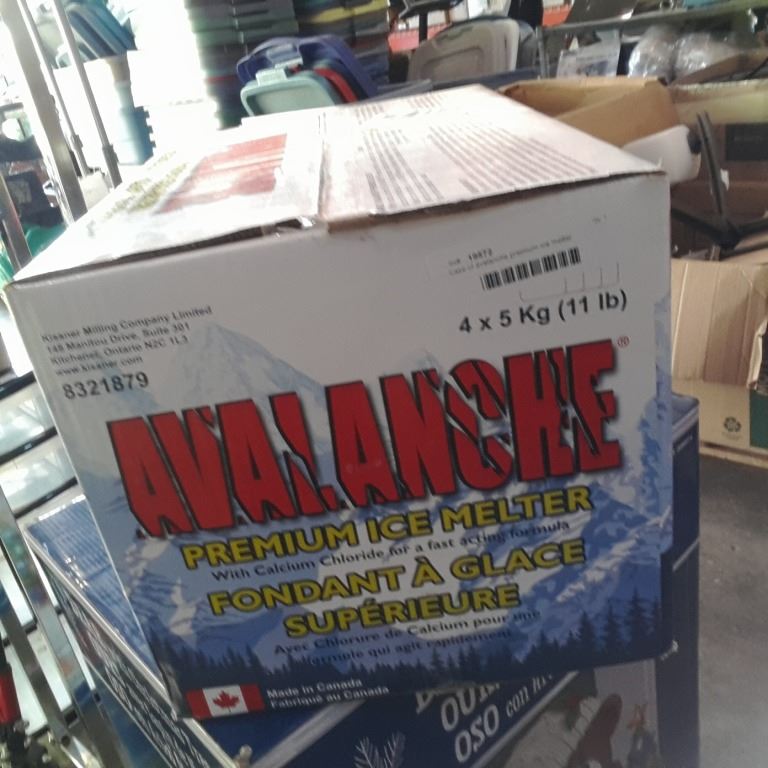 Kissner Milling Company Limited
148 Manitou Drive, Suite 301
Kitchener, Ontario N2C 1L3
www.kissner.com
8321879
4 x 5 Kg (11 lb)
AVALANCHE®
PREMIUM ICE MELTER
With Calcium Chloride for a fast acting formula
FONDANT À GLACE
SUPÉRIEURE
Avec Chlorure de Calcium pour une
formule qui agit rapidement
Made in Canada
Fabriqué au Canada
OSO con